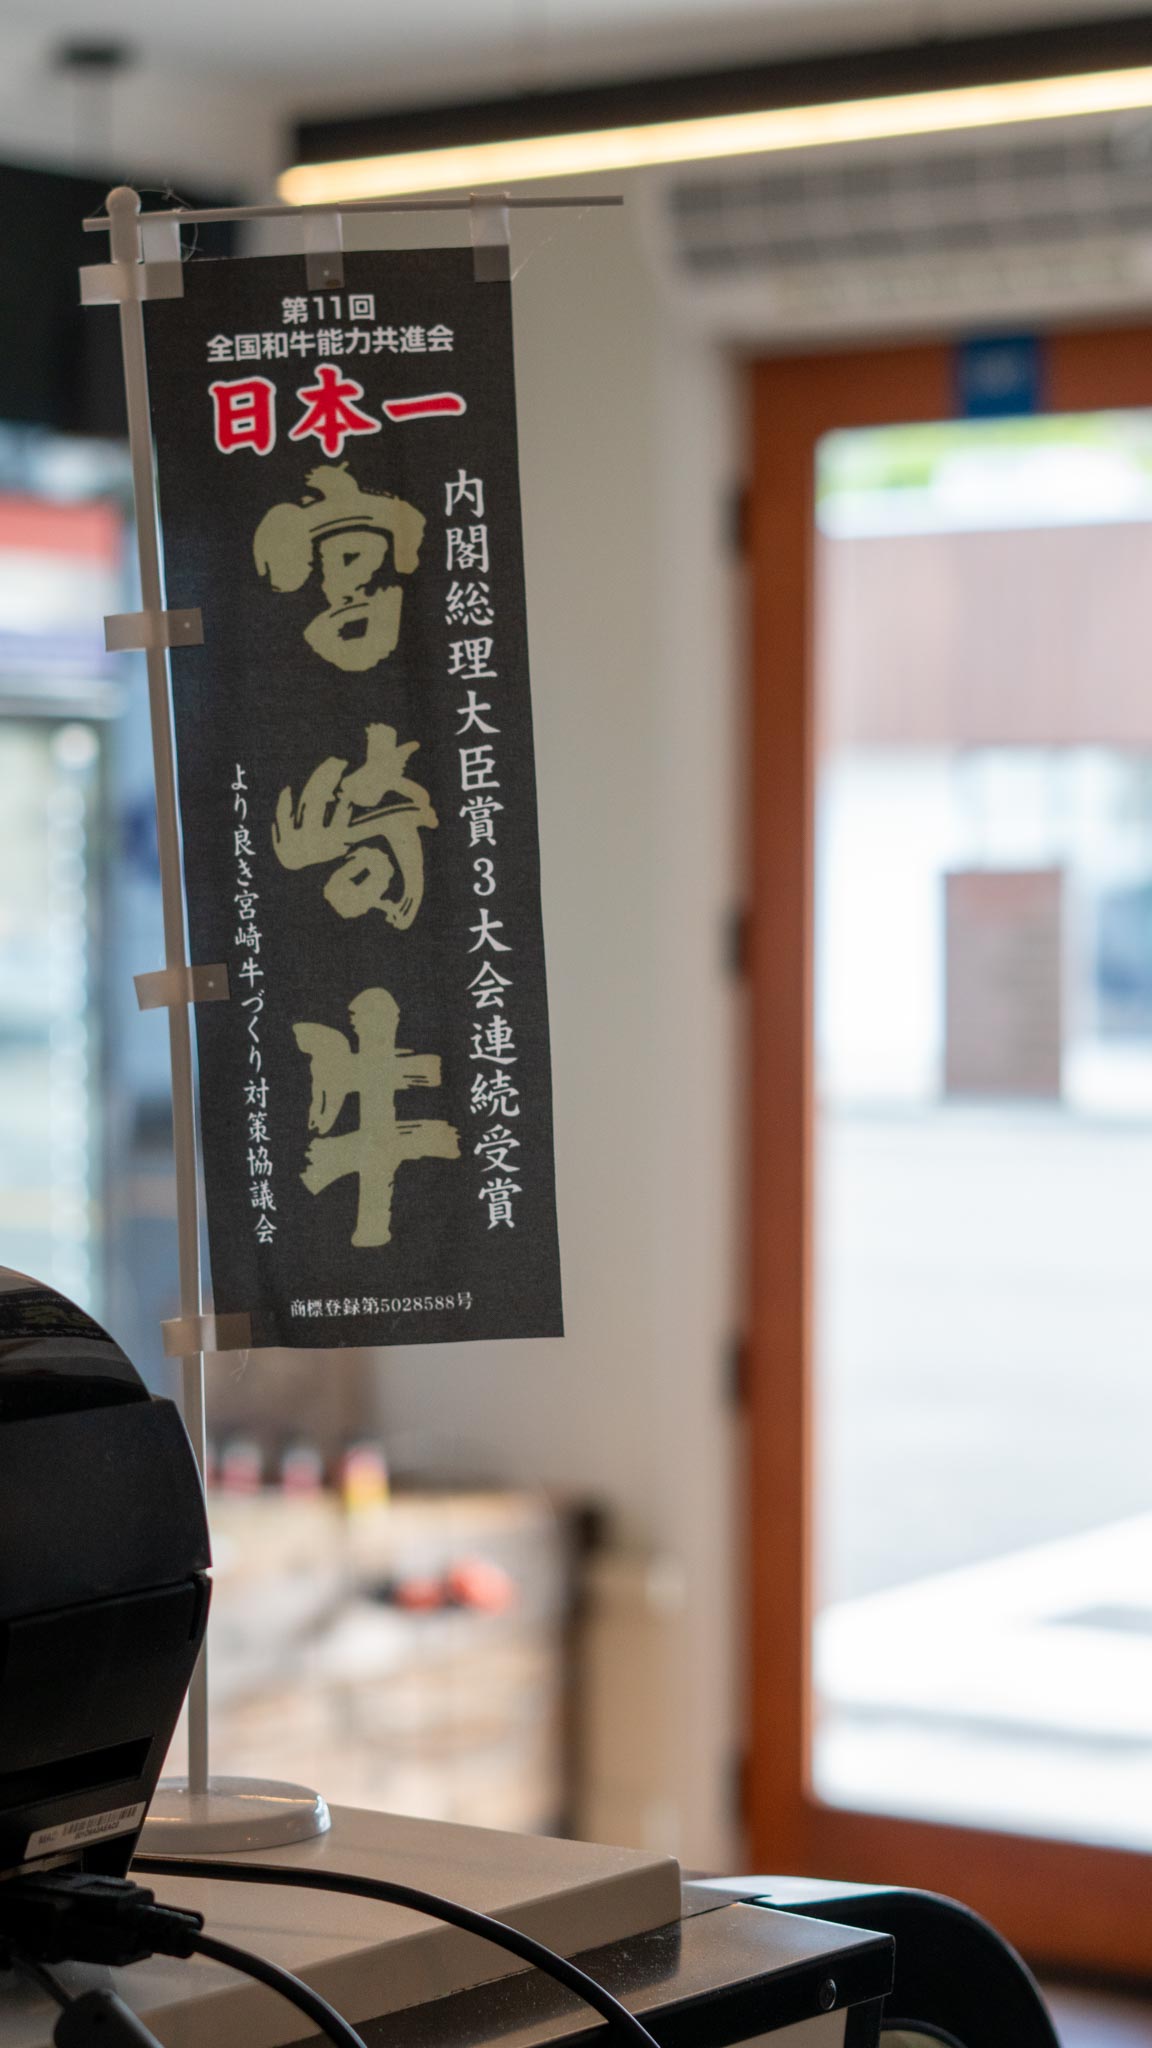 第11回
全国和牛能力共進会
日本一
内閣総理大臣賞3大会連続受賞
宮崎牛
より良き宮崎牛づくり対策協議会
商標登録第5028588号
MAC: